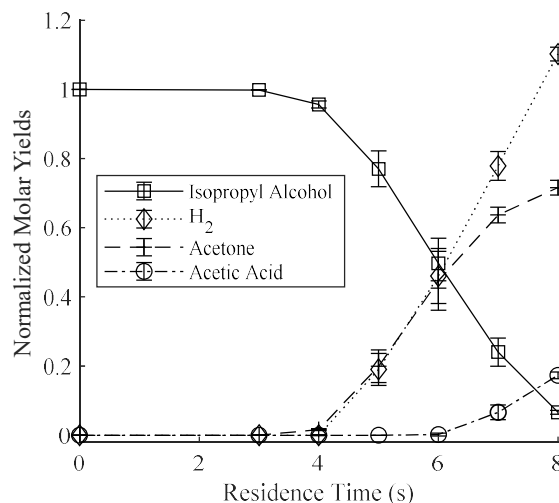 1.2
1
0.8
0.6
0.4
0.2
0
Normalized Molar Yields
Isopropyl Alcohol
H2
Acetone
Acetic Acid
0 2 4 6 8
Residence Time (s)